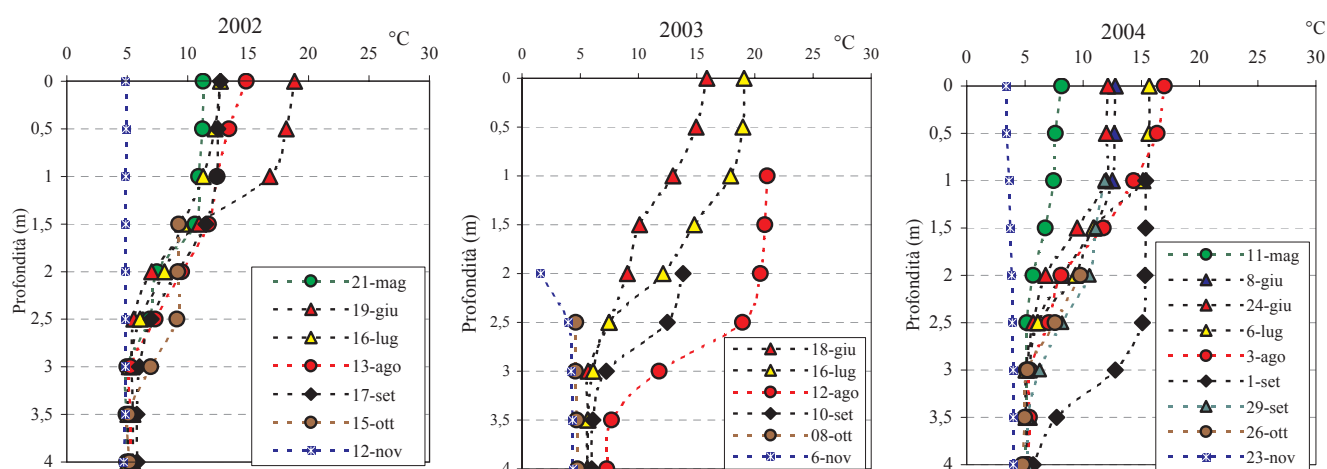 2002
°C
0 5 10 15 20 25 30
0
0,5
1
1,5
2
2,5
3
3,5
4
Profondità (m)
21-mag
19-giu
16-lug
13-ago
17-set
15-ott
12-nov
2003
°C
0 5 10 15 20 25 30
0
0,5
1
1,5
2
2,5
3
3,5
4
Profondità (m)
18-giu
16-lug
12-ago
10-set
08-ott
6-nov
2004
°C
0 5 10 15 20 25 30
0
0,5
1
1,5
2
2,5
3
3,5
4
Profondità (m)
11-mag
8-giu
24-giu
6-lug
3-ago
1-set
29-set
26-ott
23-nov